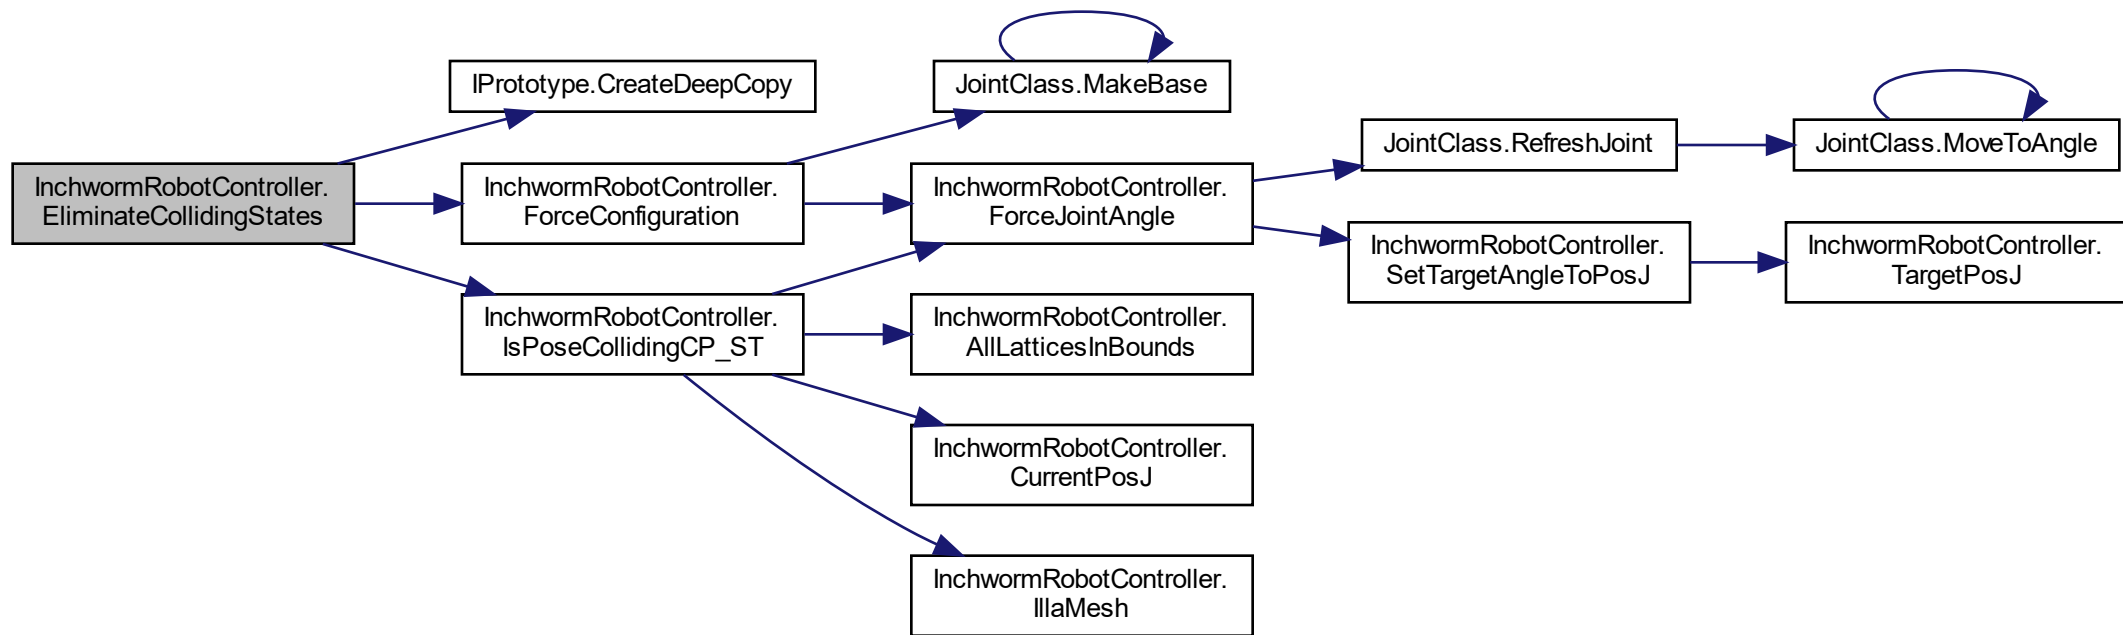 InchwormRobotController.
EliminateCollidingStates
IPrototype.CreateDeepCopy
InchwormRobotController.
ForceConfiguration
InchwormRobotController.
IsPoseCollidingCP_ST
JointClass.MakeBase
InchwormRobotController.
ForceJointAngle
InchwormRobotController.
AllLatticesInBounds
InchwormRobotController.
CurrentPosJ
InchwormRobotController.
IllaMesh
JointClass.RefreshJoint
InchwormRobotController.
SetTargetAngleToPosJ
JointClass.MoveToAngle
InchwormRobotController.
TargetPosJ